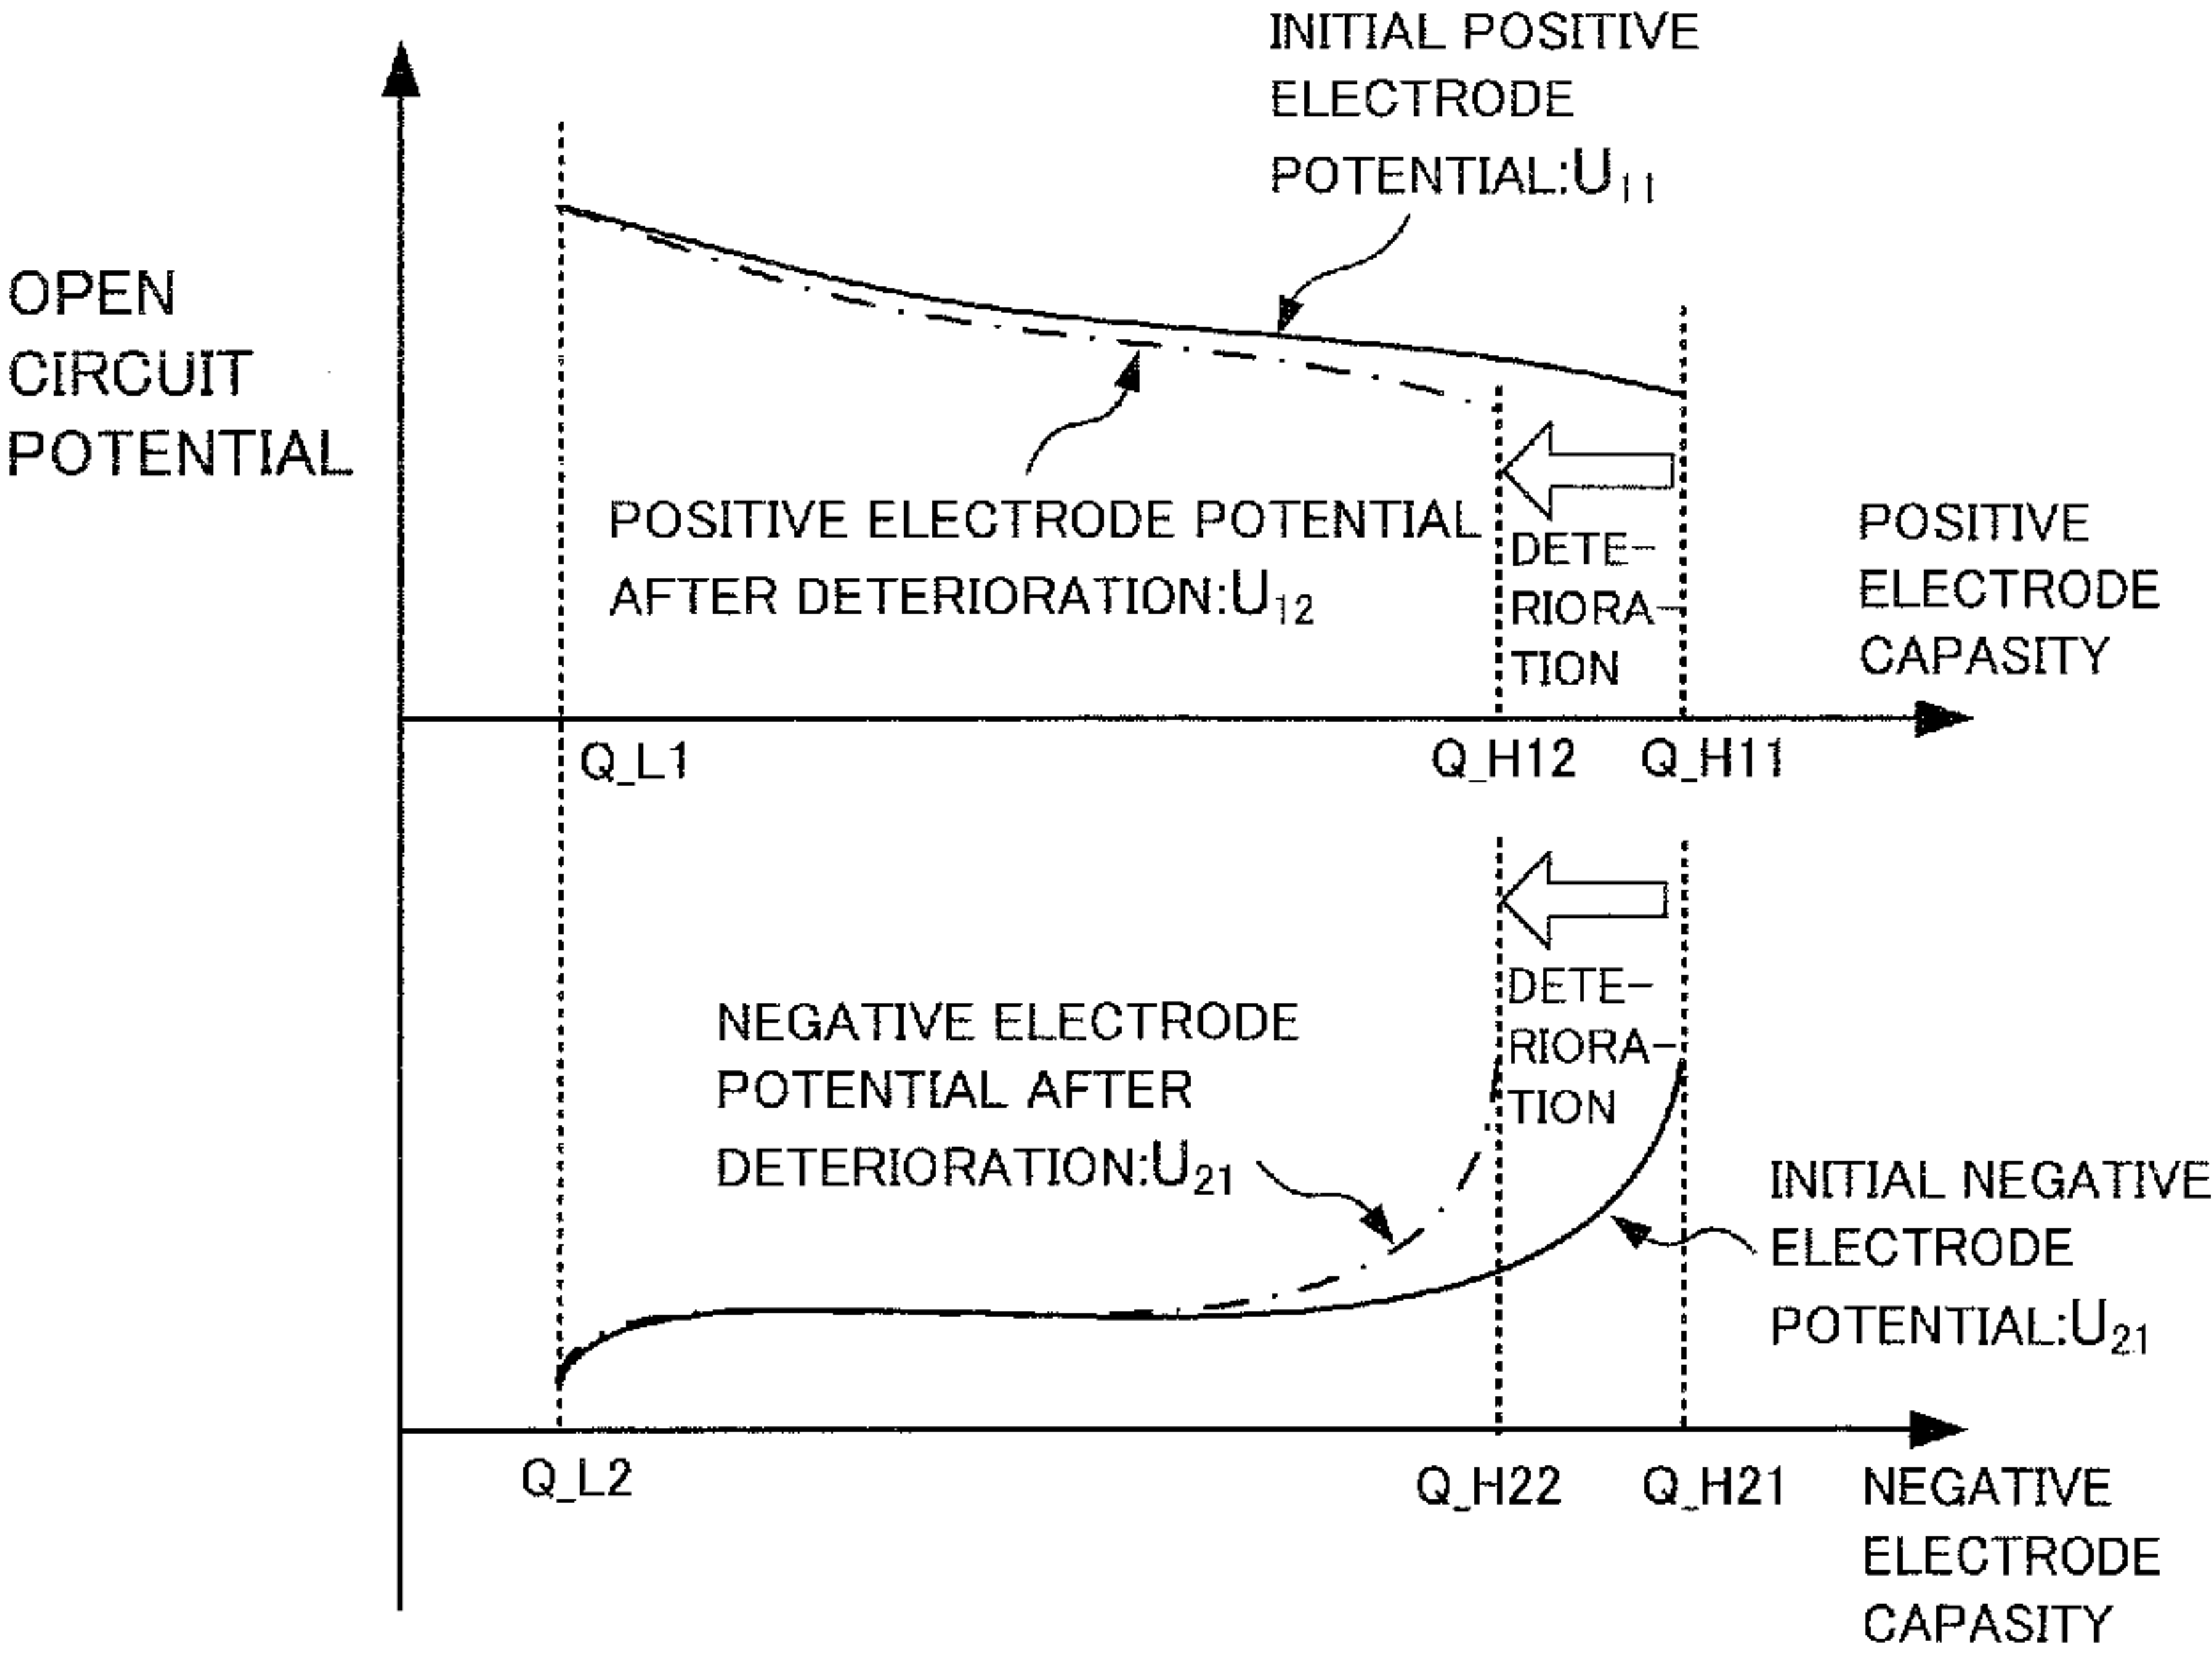 INITIAL POSITIVE
ELECTRODE
POTENTIAL:U11
OPEN
CIRCUIT
POTENTIAL
POSITIVE ELECTRODE POTENTIAL
AFTER DETERIORATION:U12
DETE-
RIORA-
TION
POSITIVE
ELECTRODE
CAPASITY
Q_L1
Q_H12
Q_H11
NEGATIVE ELECTRODE
POTENTIAL AFTER
DETERIORATION:U21
DETE-
RIORA-
TION
INITIAL NEGATIVE
ELECTRODE
POTENTIAL:U21
Q_L2
Q_H22
Q_H21
NEGATIVE
ELECTRODE
CAPASITY